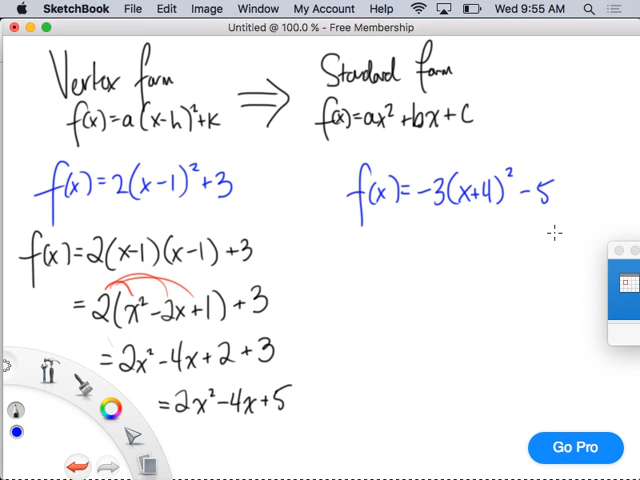 SketchBook File Edit Image Window My Account Help Wed 9:55 AM
Untitled @ 100.0 % - Free Membership
Vertex form
f(x)=a(x-h)²+k
Standard form
f(x)=ax²+bx+c
f(x)=2(x-1)²+3
f(x)=2(x-1)(x-1)+3
=2(x²-2x+1)+3
=2x²-4x+2+3
=2x²-4x+5
f(x)=-3(x+4)²-5
Go Pro